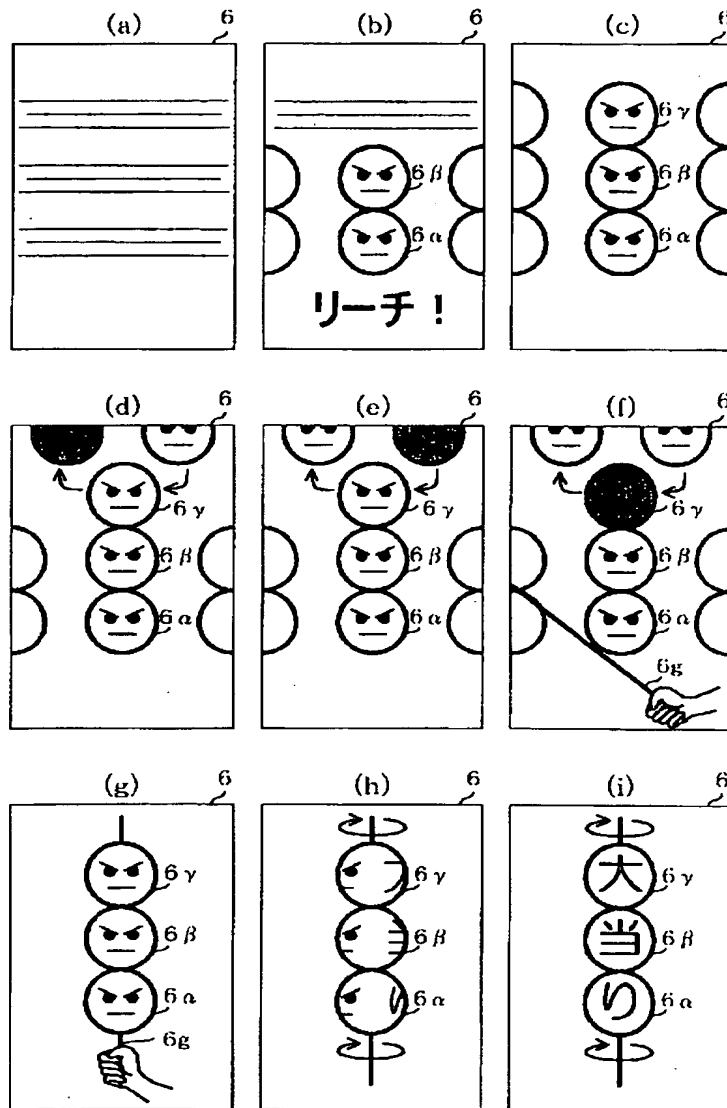 (a) 6 (b) 6 (c) 6
6γ
6β 6β
6α 6α
リーチ！
(d) 6 (e) 6 (f) 6
6γ 6γ 6γ
6β 6β 6β
6α 6α 6α
6g
(g) 6 (h) 6 (i) 6
6γ 6γ 大 6γ
6β 6β 当 6β
6α 6α り 6α
6g